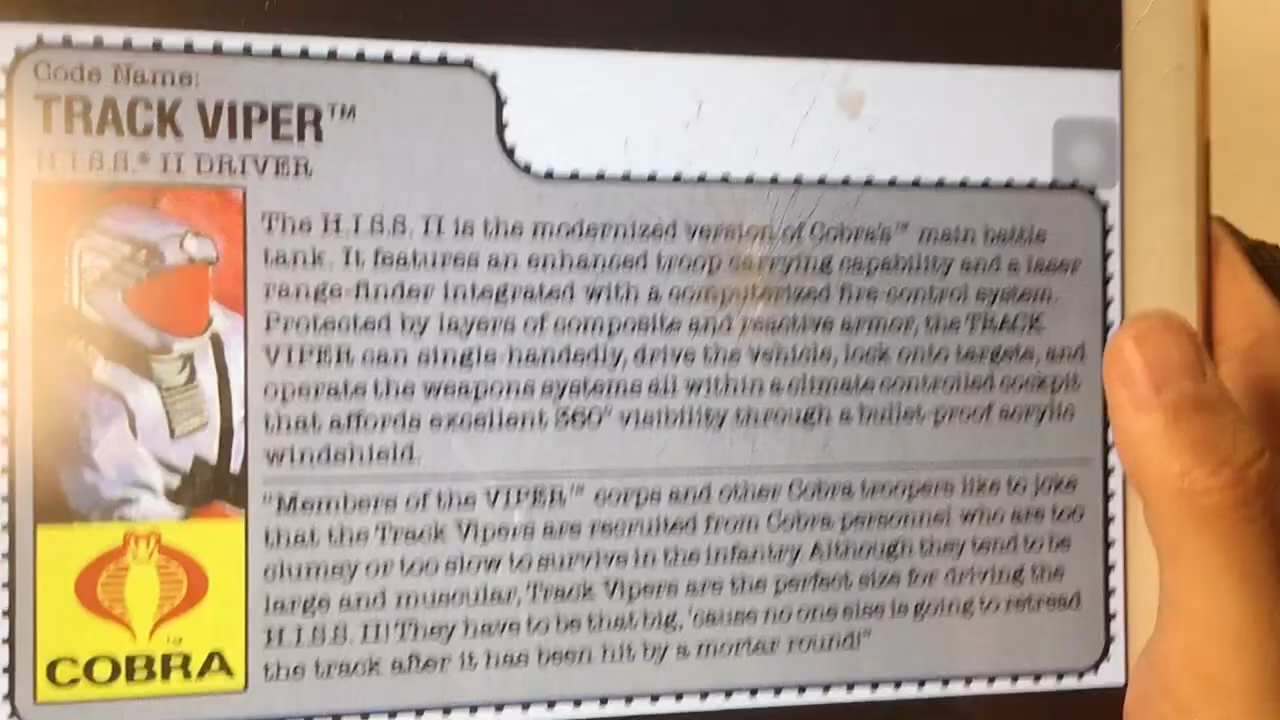 Code Name:
TRACK VIPER™
H.I.S.S.® II DRIVER
The H.I.S.S. II is the modernized version of Cobra's™ main battle
tank. It features an enhanced troop carrying capability and a laser
range-finder integrated with a computerized fire-control system.
Protected by layers of composite and reactive armor, the TRACK
VIPER can single-handedly, drive the vehicle, lock onto targets, and
operate the weapons systems all within a climate controlled cockpit
that affords excellent 360° visibility through a bullet-proof acrylic
windshield.
"Members of the VIPER™ corps and other Cobra troopers like to joke
that the Track Vipers are recruited from Cobra personnel who are too
clumsy or too slow to survive in the infantry. Although they tend to be
large and muscular, Track Vipers are the perfect size for driving the
H.I.S.S. II! They have to be that big, 'cause no one else is going to retread
the track after it has been hit by a mortar round!"
™
COBRA